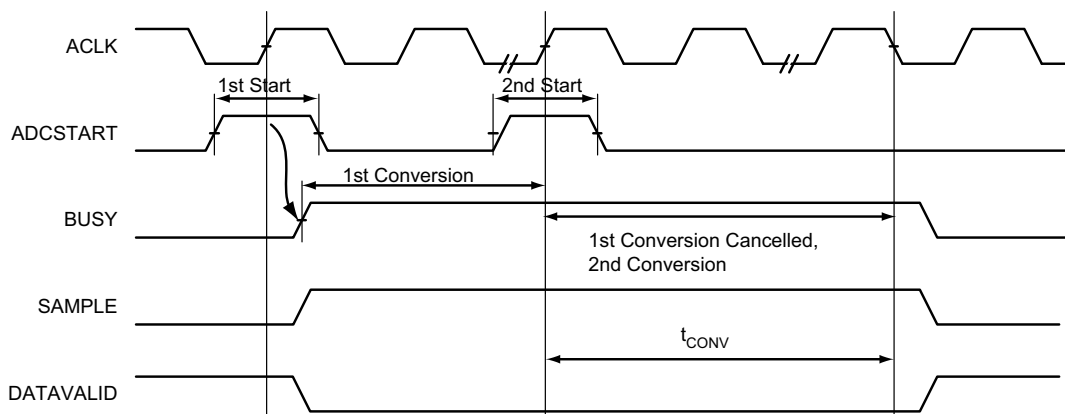 ACLK
1st Start
2nd Start
ADCSTART
1st Conversion
BUSY
1st Conversion Cancelled,
2nd Conversion
SAMPLE
tCONV
DATAVALID